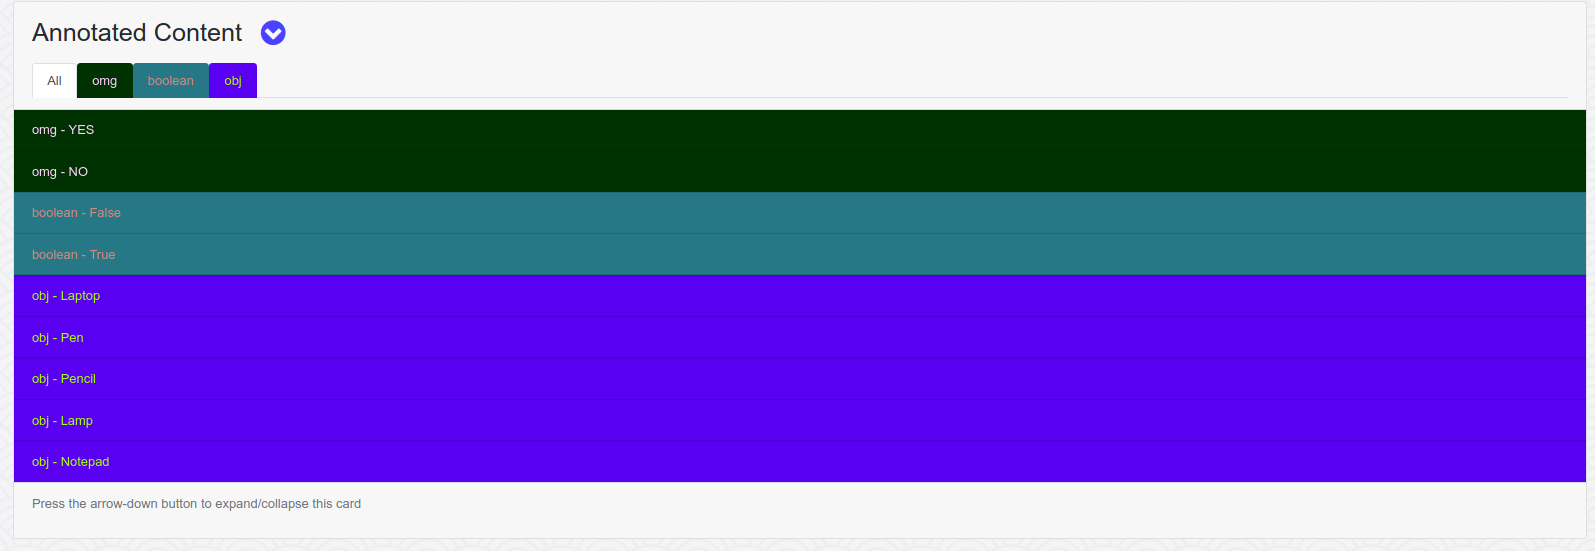 Annotated Content
All omg boolean obj
omg - YES
omg - NO
boolean - False
boolean - True
obj - Laptop
obj - Pen
obj - Pencil
obj - Lamp
obj - Notepad
Press the arrow-down button to expand/collapse this card